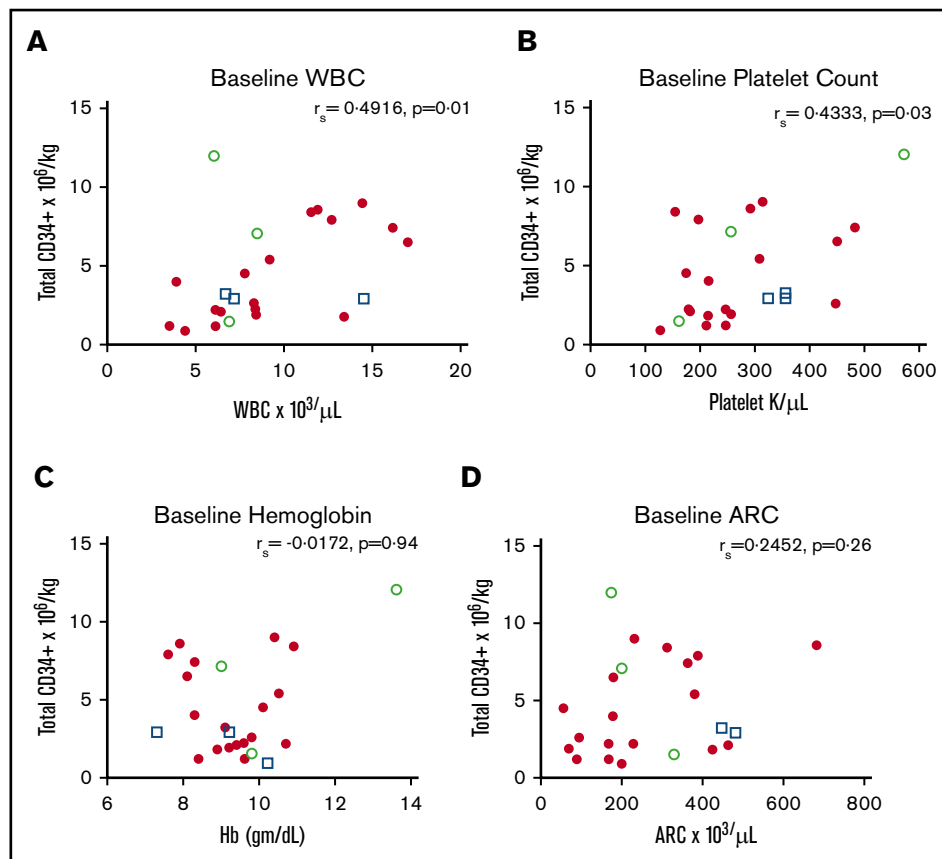 A
Baseline WBC
r_s= 0·4916, p=0·01
Total CD34+ x 10⁶/kg
15
10
5
0
0 5 10 15 20
WBC x 10³/μL
B
Baseline Platelet Count
r_s= 0·4333, p=0·03
Total CD34+ x 10⁶/kg
15
10
5
0
0 100 200 300 400 500 600
Platelet K/μL
C
Baseline Hemoglobin
r_s= -0·0172, p=0·94
Total CD34+ x 10⁶/kg
15
10
5
0
6 8 10 12 14
Hb (gm/dL)
D
Baseline ARC
r_s=0·2452, p=0·26
Total CD34+ x 10⁶/kg
15
10
5
0
0 200 400 600 800
ARC x 10³/μL